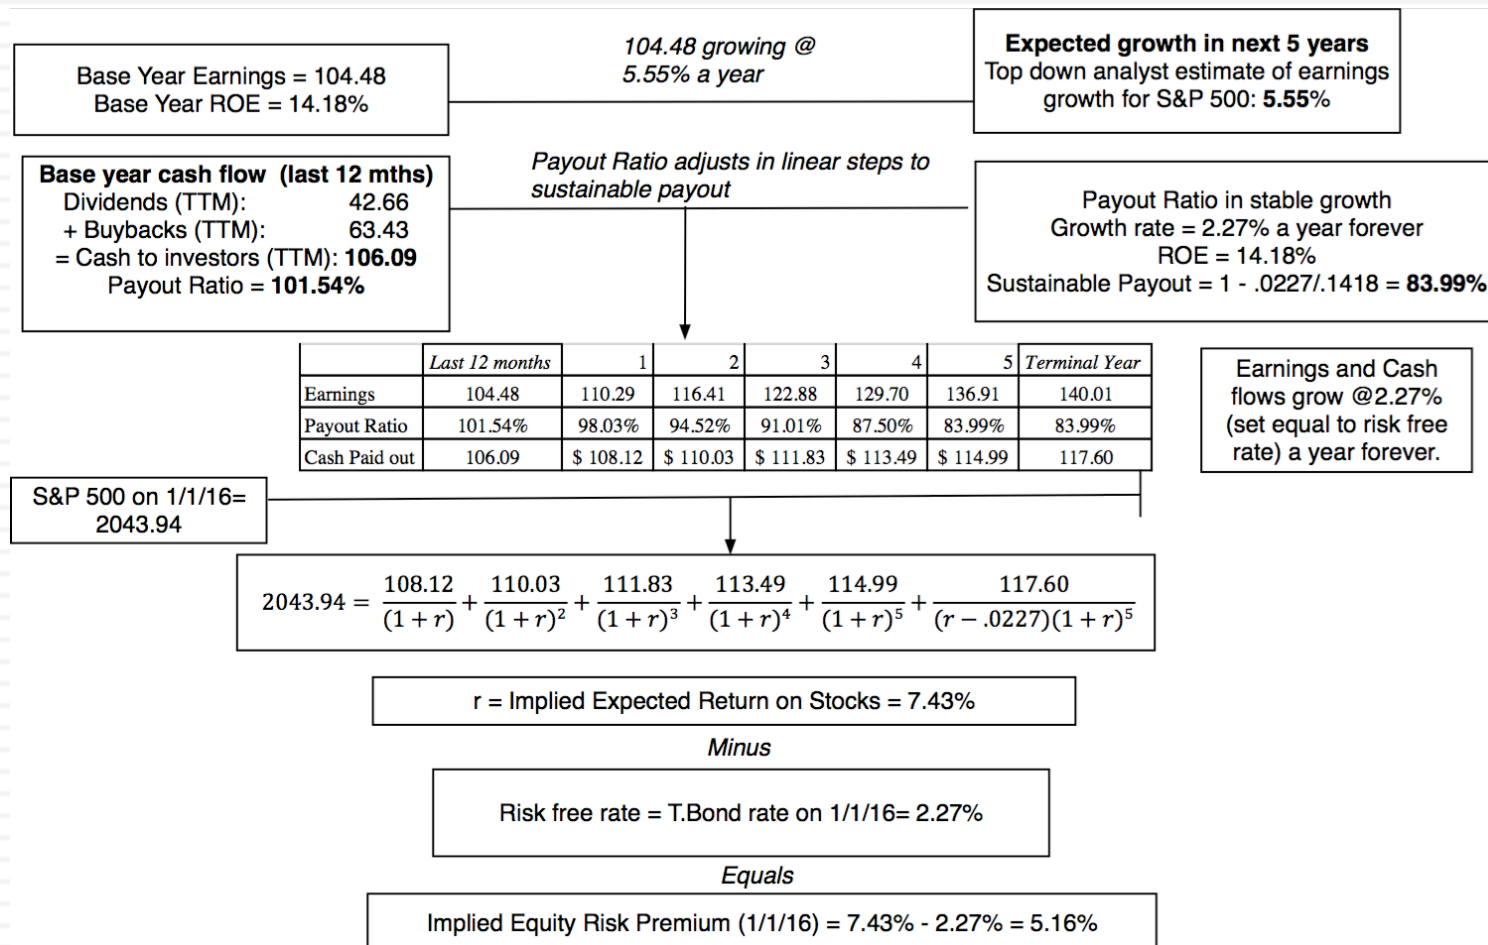 Base Year Earnings = 104.48
Base Year ROE = 14.18%
104.48 growing @
5.55% a year
Expected growth in next 5 years
Top down analyst estimate of earnings
growth for S&P 500: 5.55%
Base year cash flow (last 12 mths)
Dividends (TTM): 42.66
+ Buybacks (TTM): 63.43
= Cash to investors (TTM): 106.09
Payout Ratio = 101.54%
Payout Ratio adjusts in linear steps to
sustainable payout
Payout Ratio in stable growth
Growth rate = 2.27% a year forever
ROE = 14.18%
Sustainable Payout = 1 - .0227/.1418 = 83.99%
Last 12 months 1 2 3 4 5 Terminal Year
Earnings 104.48 110.29 116.41 122.88 129.70 136.91 140.01
Payout Ratio 101.54% 98.03% 94.52% 91.01% 87.50% 83.99% 83.99%
Cash Paid out 106.09 $ 108.12 $ 110.03 $ 111.83 $ 113.49 $ 114.99 117.60
Earnings and Cash
flows grow @2.27%
(set equal to risk free
rate) a year forever.
S&P 500 on 1/1/16=
2043.94
2043.94 = 108.12/(1 + r) + 110.03/(1 + r)² + 111.83/(1 + r)³ + 113.49/(1 + r)⁴ + 114.99/(1 + r)⁵ + 117.60/(r − .0227)(1 + r)⁵
r = Implied Expected Return on Stocks = 7.43%
Minus
Risk free rate = T.Bond rate on 1/1/16= 2.27%
Equals
Implied Equity Risk Premium (1/1/16) = 7.43% - 2.27% = 5.16%